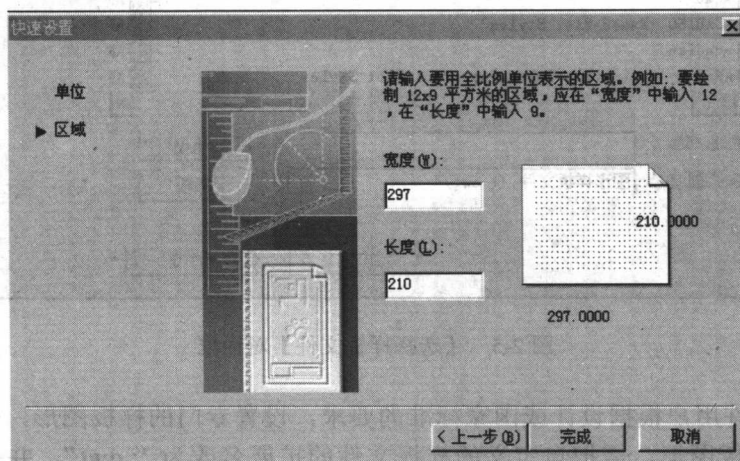 快速设置
单位
区域
请输入要用全比例单位表示的区域。例如: 要绘
制 12x9 平方米的区域，应在“宽度”中输入 12
，在“长度”中输入 9。
宽度(W):
297
长度(L):
210
210.0000
297.0000
< 上一步(B)
完成
取消